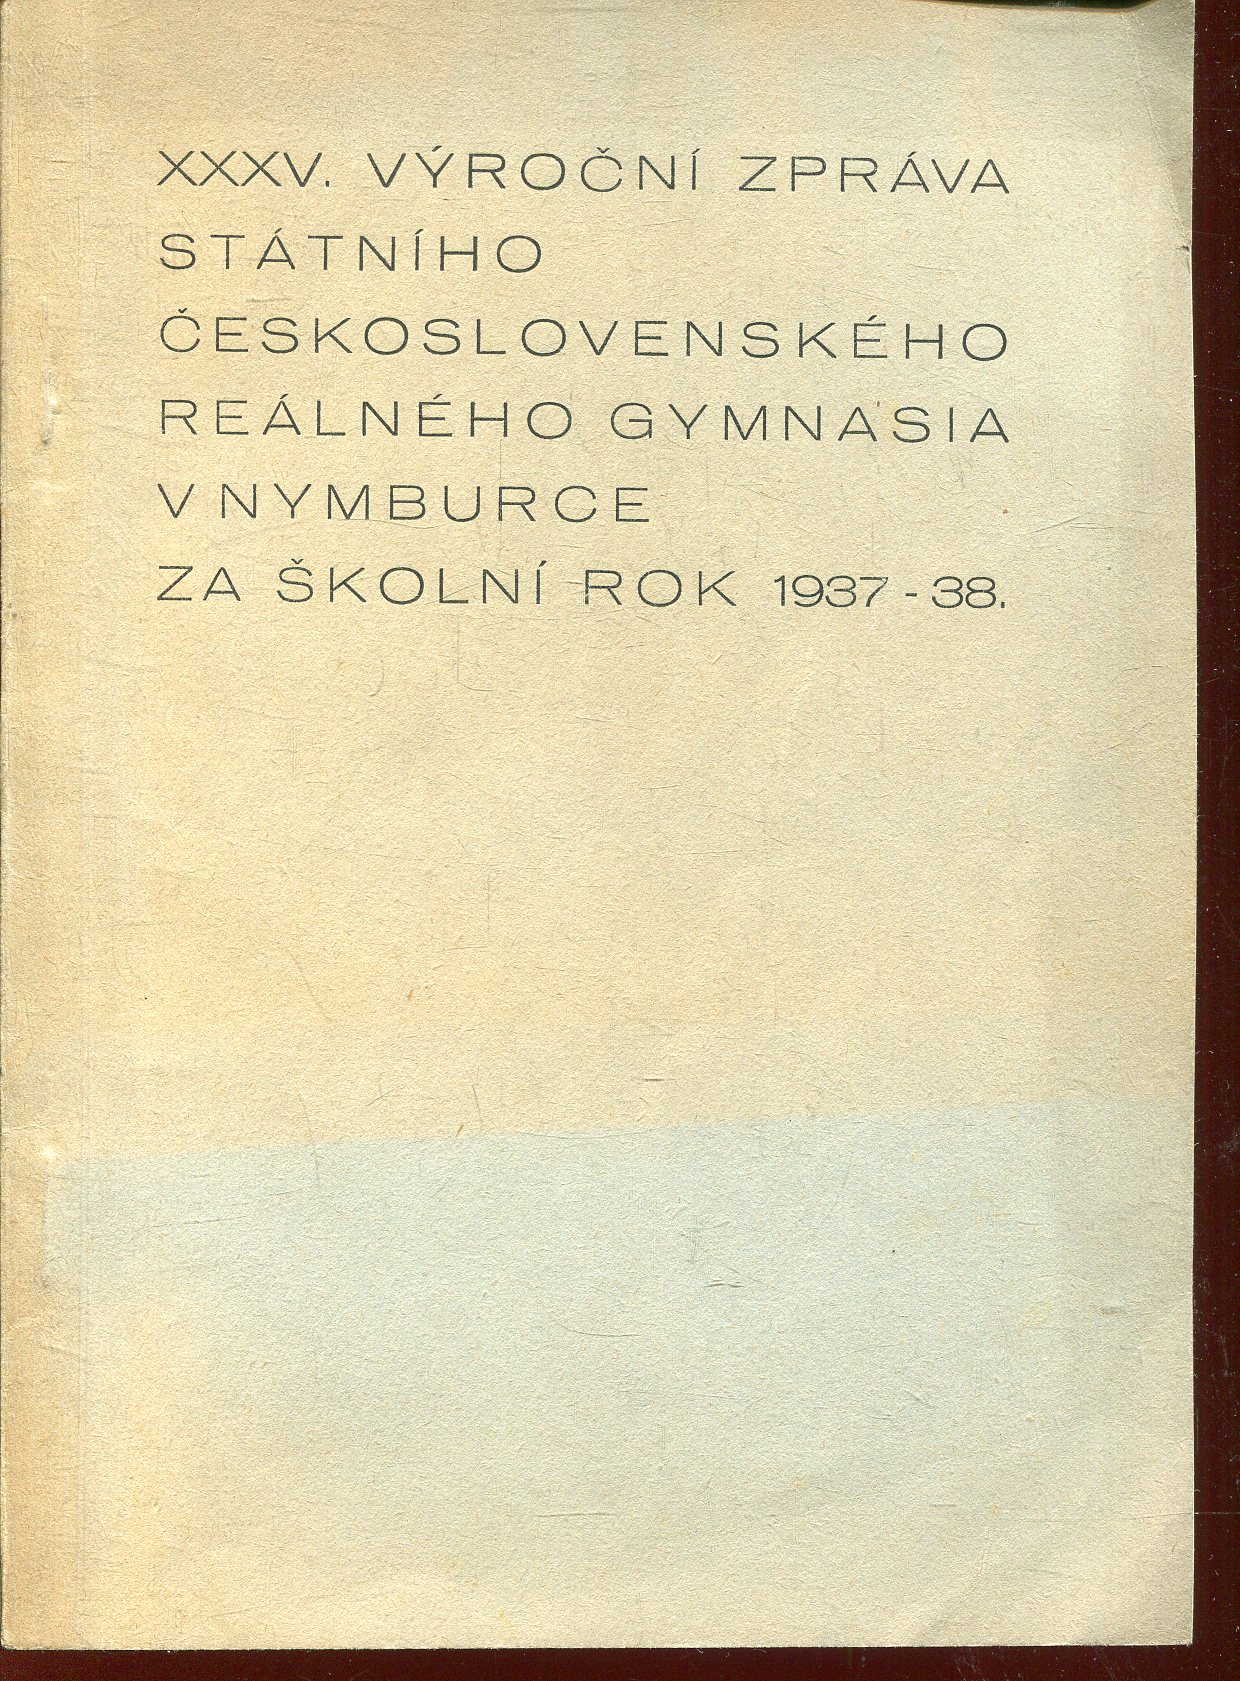 XXXV. VÝROČNÍ ZPRÁVA
STÁTNÍHO
ČESKOSLOVENSKÉHO
REÁLNÉHO GYMNASIA
V NYMBURCE
ZA ŠKOLNÍ ROK 1937 - 38.